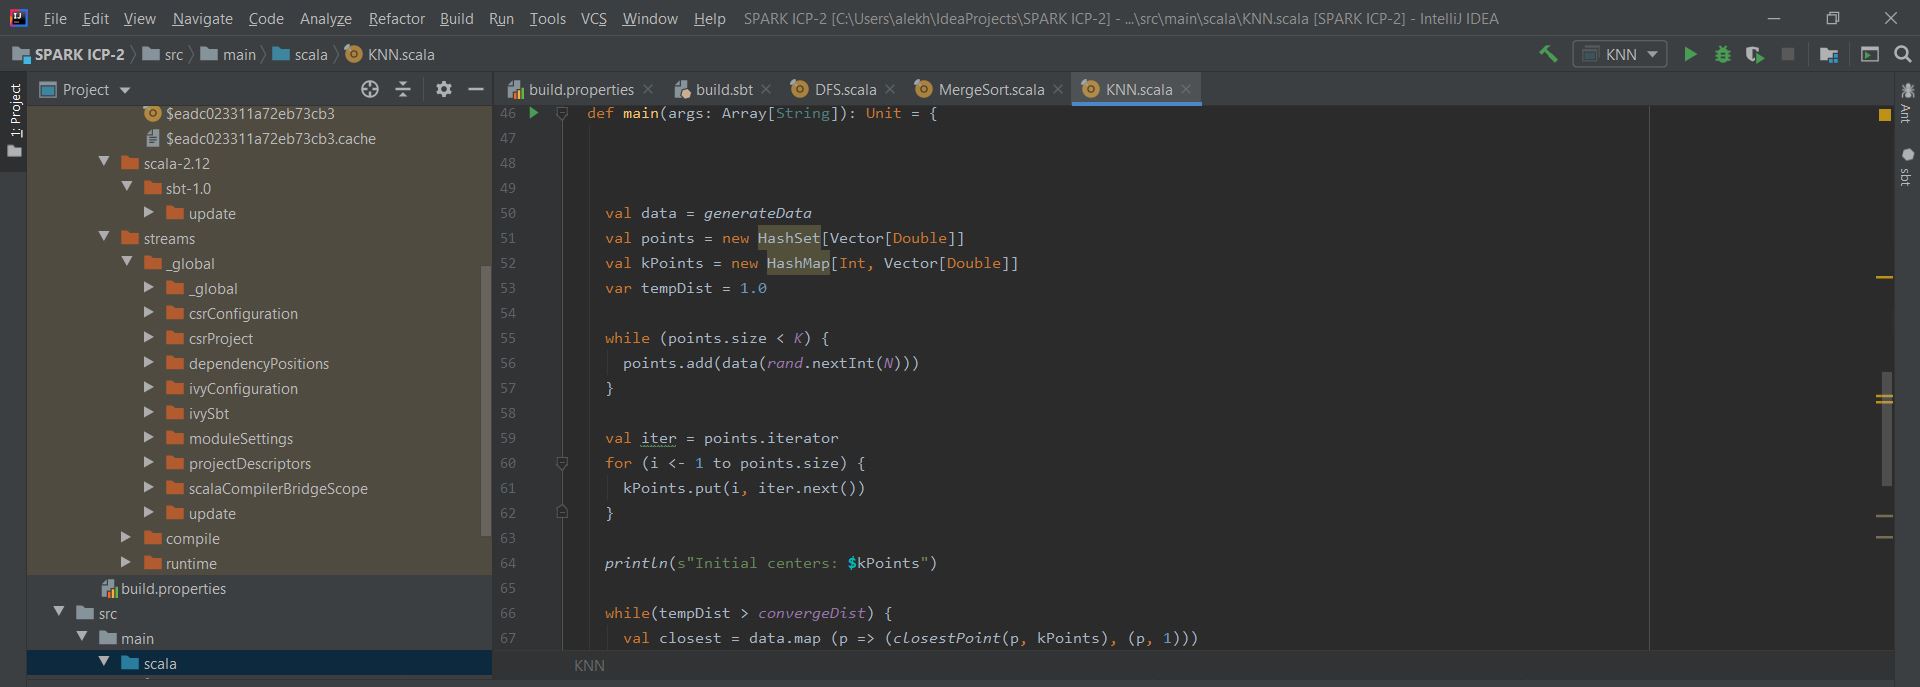 File Edit View Navigate Code Analyze Refactor Build Run Tools VCS Window Help SPARK ICP-2 [C:\Users\alekh\IdeaProjects\SPARK ICP-2] - ...\src\main\scala\KNN.scala [SPARK ICP-2] - IntelliJ IDEA
SPARK ICP-2 src main scala KNN.scala KNN
1: Project
Project
$eadc023311a72eb73cb3
$eadc023311a72eb73cb3.cache
scala-2.12
sbt-1.0
update
streams
_global
_global
csrConfiguration
csrProject
dependencyPositions
ivyConfiguration
ivySbt
moduleSettings
projectDescriptors
scalaCompilerBridgeScope
update
compile
runtime
build.properties
src
main
scala
build.properties build.sbt DFS.scala MergeSort.scala KNN.scala
46 def main(args: Array[String]): Unit = {
47
48
49
50 val data = generateData
51 val points = new HashSet[Vector[Double]]
52 val kPoints = new HashMap[Int, Vector[Double]]
53 var tempDist = 1.0
54
55 while (points.size < K) {
56 points.add(data(rand.nextInt(N)))
57 }
58
59 val iter = points.iterator
60 for (i <- 1 to points.size) {
61 kPoints.put(i, iter.next())
62 }
63
64 println(s"Initial centers: $kPoints")
65
66 while(tempDist > convergeDist) {
67 val closest = data.map (p => (closestPoint(p, kPoints), (p, 1)))
KNN
Ant
sbt